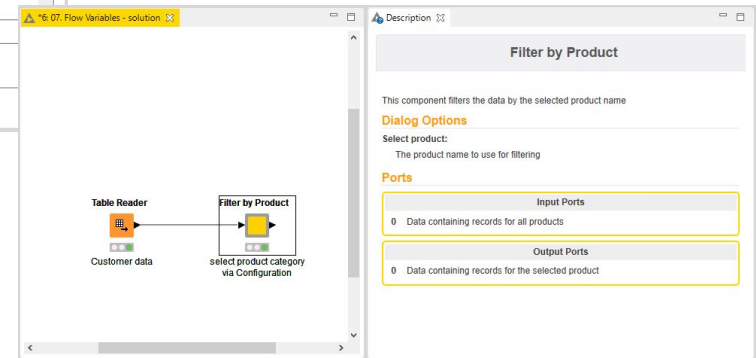 *6: 07. Flow Variables - solution
Table Reader
Customer data
Filter by Product
select product category
via Configuration
Description
Filter by Product
This component filters the data by the selected product name
Dialog Options
Select product:
The product name to use for filtering
Ports
Input Ports
0 Data containing records for all products
Output Ports
0 Data containing records for the selected product